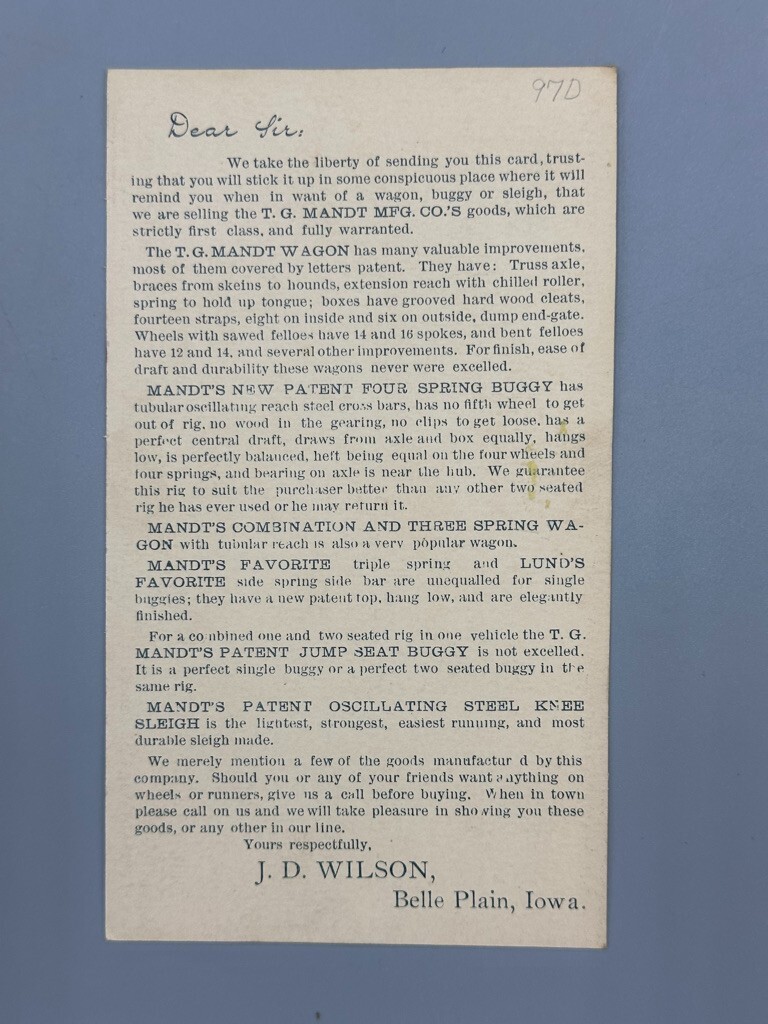 97D
Dear Sir:
We take the liberty of sending you this card, trust-
ing that you will stick it up in some conspicuous place where it will
remind you when in want of a wagon, buggy or sleigh, that
we are selling the T. G. MANDT MFG. CO.'S goods, which are
strictly first class, and fully warranted.
The T. G. MANDT WAGON has many valuable improvements,
most of them covered by letters patent. They have: Truss axle,
braces from skeins to hounds, extension reach with chilled roller,
spring to hold up tongue; boxes have grooved hard wood cleats,
fourteen straps, eight on inside and six on outside, dump end-gate.
Wheels with sawed felloes have 14 and 16 spokes, and bent felloes
have 12 and 14, and several other improvements. For finish, ease of
draft and durability these wagons never were excelled.
MANDT'S NEW PATENT FOUR SPRING BUGGY has
tubular oscillating reach steel cross bars, has no fifth wheel to get
out of rig, no wood in the gearing, no clips to get loose, has a
perfect central draft, draws from axle and box equally, hangs
low, is perfectly balanced, heft being equal on the four wheels and
four springs, and bearing on axle is near the hub. We guarantee
this rig to suit the purchaser better than any other two seated
rig he has ever used or he may return it.
MANDT'S COMBINATION AND THREE SPRING WA-
GON with tubular reach is also a very popular wagon.
MANDT'S FAVORITE triple spring and LUND'S
FAVORITE side spring side bar are unequalled for single
buggies; they have a new patent top, hang low, and are elegantly
finished.
For a combined one and two seated rig in one vehicle the T. G.
MANDT'S PATENT JUMP SEAT BUGGY is not excelled.
It is a perfect single buggy or a perfect two seated buggy in the
same rig.
MANDT'S PATENT OSCILLATING STEEL KNEE
SLEIGH is the lightest, strongest, easiest running, and most
durable sleigh made.
We merely mention a few of the goods manufactur d by this
company. Should you or any of your friends want anything on
wheels or runners, give us a call before buying. When in town
please call on us and we will take pleasure in showing you these
goods, or any other in our line.
Yours respectfully,
J. D. WILSON,
Belle Plain, Iowa.